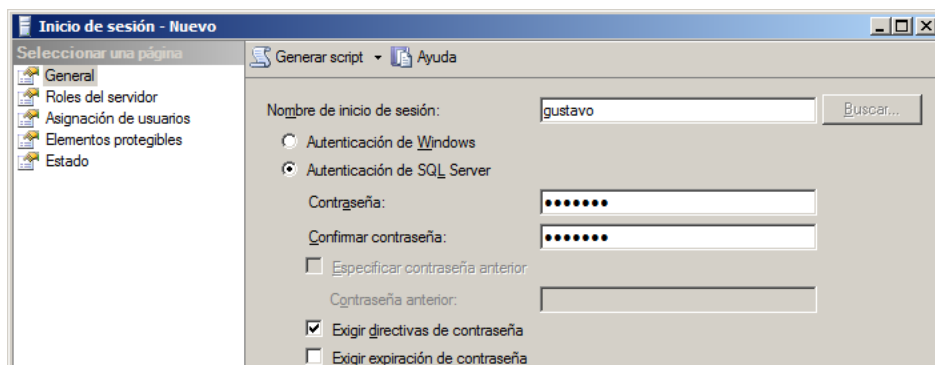 Inicio de sesión - Nuevo
Seleccionar una página
General
Roles del servidor
Asignación de usuarios
Elementos protegibles
Estado
Generar script
Ayuda
Nombre de inicio de sesión:
gustavo
Buscar...
Autenticación de Windows
Autenticación de SQL Server
Contraseña:
•••••••
Confirmar contraseña:
•••••••
Especificar contraseña anterior
Contraseña anterior:
Exigir directivas de contraseña
Exigir expiración de contraseña